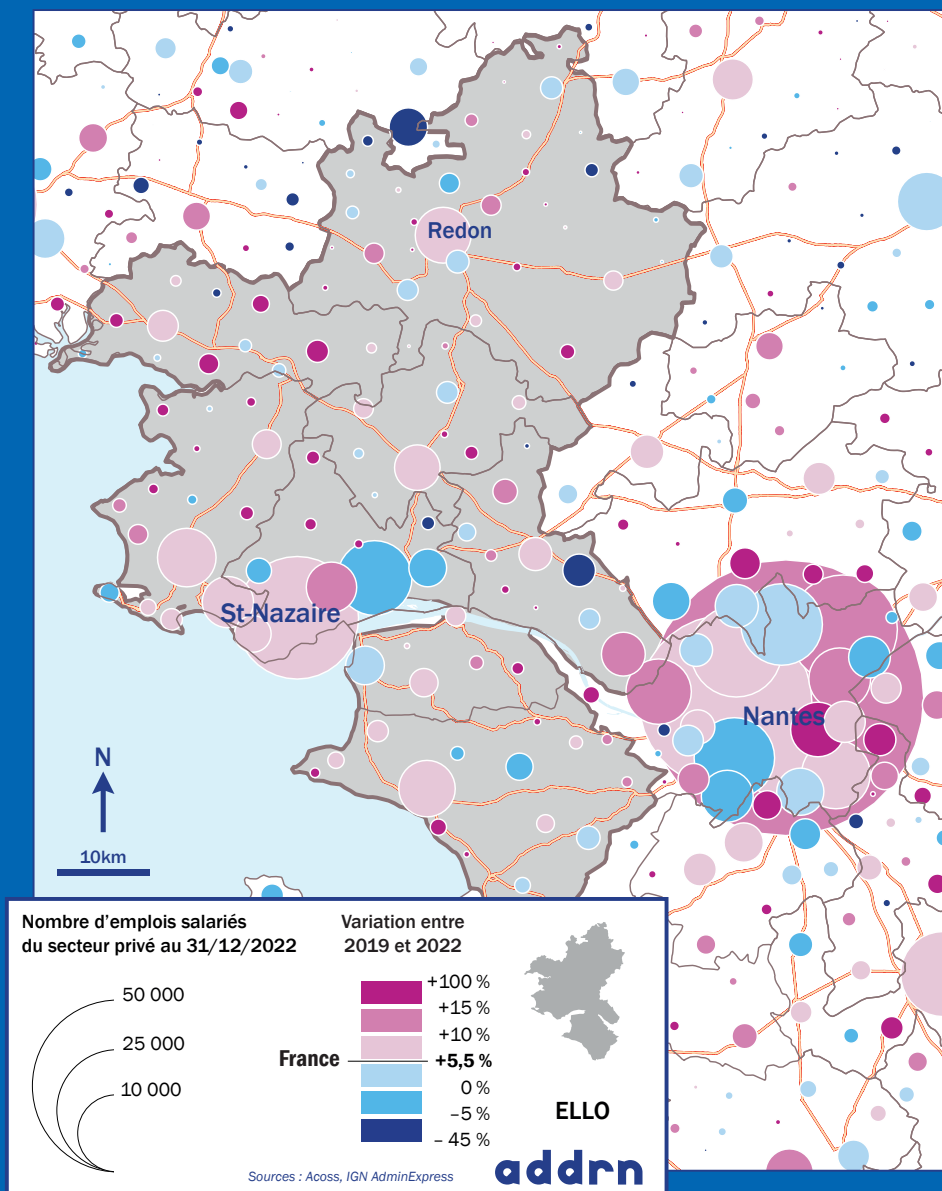 Redon
St-Nazaire
Nantes
N
10km
Nombre d'emplois salariés
du secteur privé au 31/12/2022
50 000
25 000
10 000
Variation entre
2019 et 2022
+100 %
+15 %
+10 %
France
+5,5 %
0 %
–5 %
– 45 %
ELLO
Sources : Acoss, IGN AdminExpress
addrn